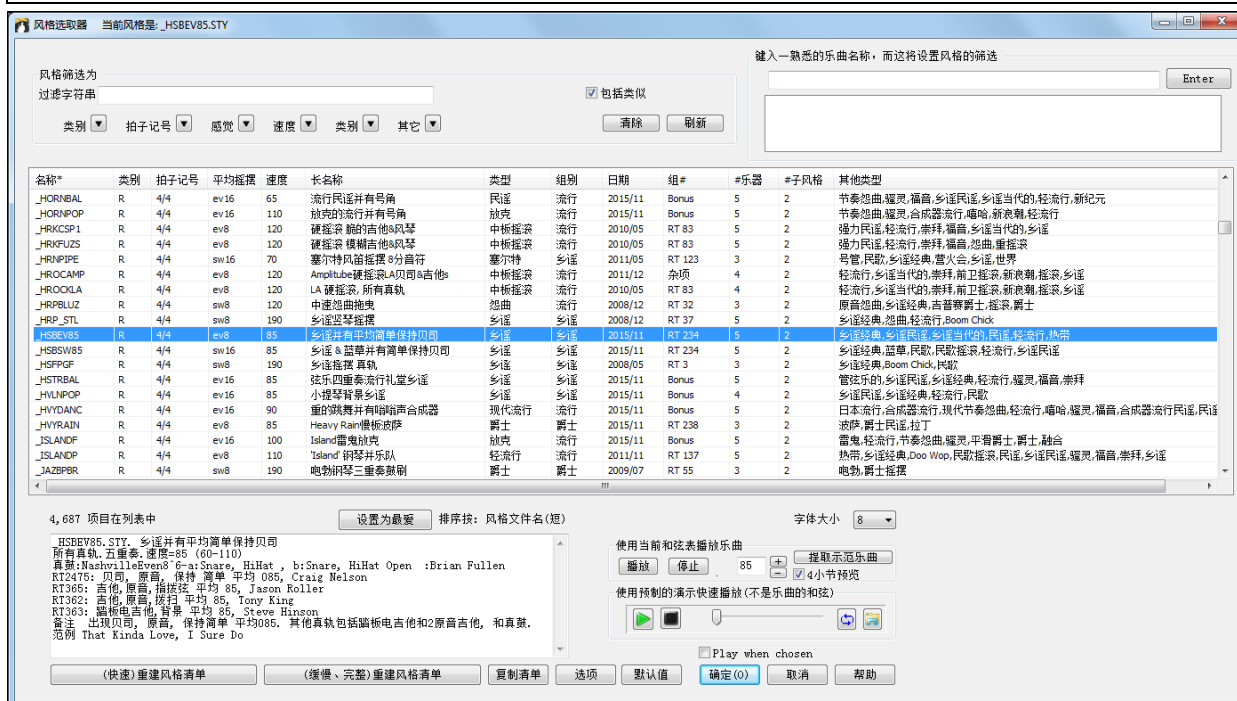 风格选取器 当前风格是:_HSBEV85.STY
键入一熟悉的乐曲名称，而这将设置风格的筛选
Enter
风格筛选为
过滤字符串
包括类似
类别 拍子记号 感觉 速度 类别 其它
清除 刷新
名称* 类别 拍子记号 平均摇摆 速度 长名称 类型 组别 日期 组# #乐器 #子风格 其他类型
_HORNBAL R 4/4 ev16 65 流行民谣并有号角 民谣 流行 2015/11 Bonus 5 2 节奏怨曲,骚灵,福音,乡谣民谣,乡谣当代的,轻流行,新纪元
_HORNPOP R 4/4 ev16 110 放克的流行并有号角 放克 流行 2015/11 Bonus 5 2 节奏怨曲,骚灵,合成器流行,嘻哈,新浪潮,轻流行
_HRKCSP1 R 4/4 ev8 120 硬摇滚 脆的吉他&风琴 中板摇滚 流行 2010/05 RT 83 5 2 强力民谣,轻流行,崇拜,福音,乡谣当代的,乡谣
_HRKFUZS R 4/4 ev8 120 硬摇滚 模糊吉他&风琴 中板摇滚 流行 2010/05 RT 83 5 2 强力民谣,轻流行,崇拜,福音,怨曲,重摇滚
_HRNPIPE R 4/4 sw16 70 塞尔特风笛摇摆 8分音符 塞尔特 乡谣 2011/05 RT 123 3 2 号管,民歌,乡谣经典,营火会,乡谣,世界
_HROCAMP R 4/4 ev8 120 Amplitube硬摇滚LA贝司&吉他s 中板摇滚 流行 2011/12 杂项 4 2 轻流行,乡谣当代的,崇拜,前卫摇滚,新浪潮,摇滚,乡谣
_HROCKLA R 4/4 ev8 120 LA 硬摇滚, 所有真轨 中板摇滚 流行 2010/05 RT 83 4 2 轻流行,乡谣当代的,崇拜,前卫摇滚,新浪潮,摇滚,乡谣
_HRPBLUZ R 4/4 sw8 120 中速怨曲拖曳 怨曲 流行 2008/12 RT 32 3 2 原音怨曲,乡谣经典,吉普赛爵士,摇滚,爵士
_HRP_STL R 4/4 sw8 190 乡谣竖琴摇摆 乡谣 乡谣 2008/12 RT 37 5 2 乡谣经典,怨曲,轻流行,Boom Chick
_HSBEV85 R 4/4 ev8 85 乡谣并有平均简单保持贝司 乡谣 乡谣 2015/11 RT 234 5 2 乡谣经典,乡谣民谣,乡谣当代的,民谣,轻流行,热带
_HSBSW85 R 4/4 sw16 85 乡谣 & 蓝草并有简单保持贝司 乡谣 乡谣 2015/11 RT 234 5 2 乡谣经典,蓝草,民歌,民歌摇滚,轻流行,乡谣民谣
_HSFPGF R 4/4 sw8 190 乡谣摇摆 真轨 乡谣 乡谣 2008/05 RT 3 3 2 乡谣经典,Boom Chick,民歌
_HSTRBAL R 4/4 ev16 85 弦乐四重奏流行礼堂乡谣 乡谣 乡谣 2015/11 Bonus 5 2 管弦乐的,乡谣民谣,乡谣经典,轻流行,骚灵,福音,崇拜
_HVLNPOP R 4/4 ev16 85 小提琴背景乡谣 乡谣 乡谣 2015/11 Bonus 4 2 乡谣民谣,乡谣经典,轻流行,民歌
_HVYDANC R 4/4 ev16 90 重的跳舞并有嗡嗡声合成器 现代流行 流行 2015/11 Bonus 5 2 日本流行,合成器流行,现代节奏怨曲,轻流行,嘻哈,骚灵,福音,合成器流行民谣,民谣
_HVYRAIN R 4/4 ev8 85 Heavy Rain慢板波萨 爵士 爵士 2015/11 RT 238 3 2 波萨,爵士民谣,拉丁
_ISLANDF R 4/4 ev16 100 Island雷鬼放克 放克 流行 2015/11 Bonus 5 2 雷鬼,轻流行,节奏怨曲,骚灵,平滑爵士,爵士,融合
_ISLANDP R 4/4 ev8 110 'Island' 钢琴并乐队 轻流行 流行 2011/11 RT 137 5 2 热带,乡谣经典,Doo Wop,民歌摇滚,民谣,乡谣民谣,骚灵,福音,崇拜,乡谣
_JAZBPBR R 4/4 sw8 190 咆勃钢琴三重奏鼓刷 爵士 爵士 2009/07 RT 55 3 2 咆勃,爵士摇摆
4,687 项目在列表中 设置为最爱 排序按: 风格文件名(短) 字体大小 8
_HSBEV85.STY. 乡谣并有平均简单保持贝司
所有真轨.五重奏.速度=85 (60-110)
真鼓:NashvilleEven8^6-a:Snare, HiHat , b:Snare, HiHat Open :Brian Fullen
RT2475: 贝司, 原音, 保持 简单 平均 085, Craig Nelson
RT365: 吉他,原音,指拨弦 平均 85, Jason Roller
RT362: 吉他,原音,拨扫 平均 85, Tony King
RT363: 踏板电吉他,背景 平均 85, Steve Hinson
备注 出现贝司, 原音, 保持简单 平均085. 其他真轨包括踏板电吉他和2原音吉他, 和真鼓.
范例 That Kinda Love, I Sure Do
使用当前和弦表播放乐曲
播放 停止 . 85 + - 提取示范乐曲
4小节预览
使用预制的演示快速播放(不是乐曲的和弦)
Play when chosen
(快速)重建风格清单 (缓慢、完整)重建风格清单 复制清单 选项 默认值 确定(O) 取消 帮助